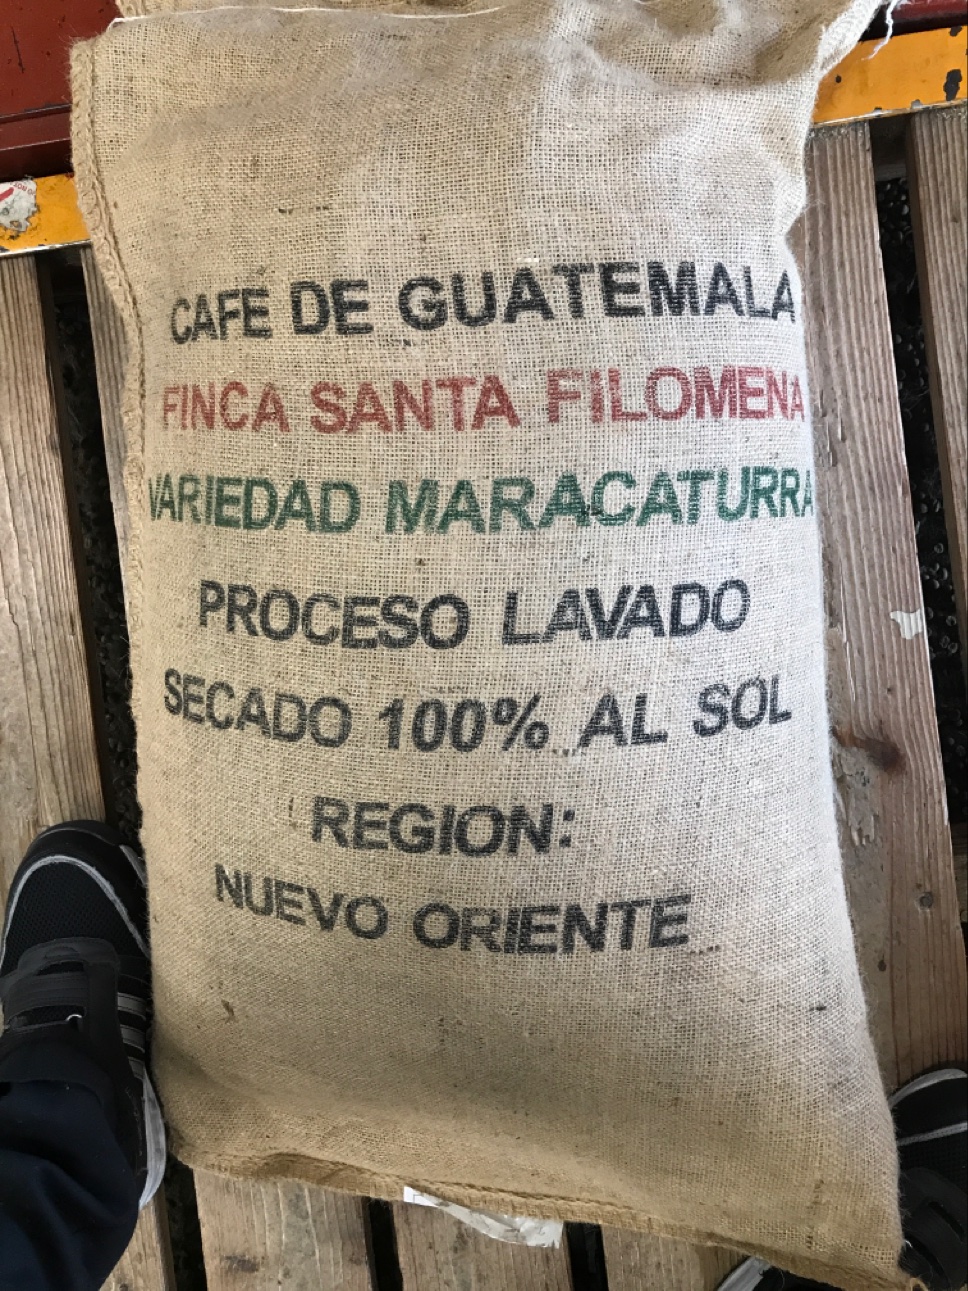 CAFE DE GUATEMALA
FINCA SANTA FILOMENA
VARIEDAD MARACATURRA
PROCESO LAVADO
SECADO 100% AL SOL
REGION:
NUEVO ORIENTE